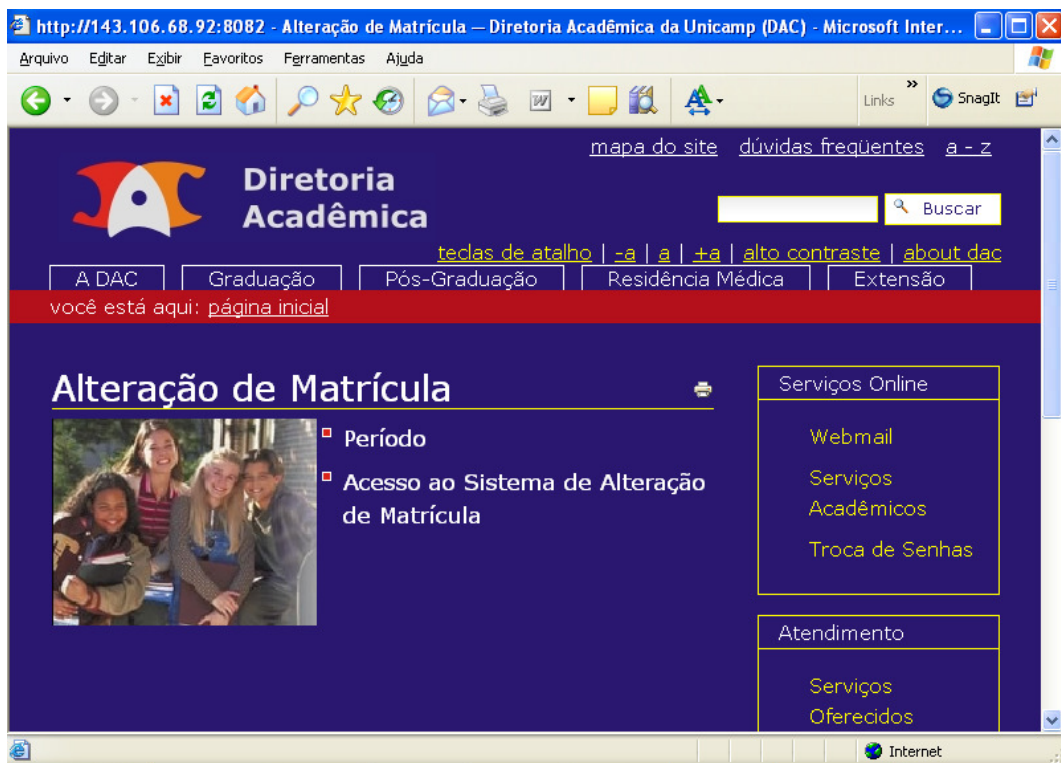 http://143.106.68.92:8082 - Alteração de Matrícula — Diretoria Acadêmica da Unicamp (DAC) - Microsoft Inter...
Arquivo Editar Exibir Favoritos Ferramentas Ajuda
Links » SnagIt
mapa do site dúvidas freqüentes a - z
Diretoria
Acadêmica
Buscar
teclas de atalho | -a | a | +a | alto contraste | about dac
A DAC Graduação Pós-Graduação Residência Médica Extensão
você está aqui: página inicial
Alteração de Matrícula
Período
Acesso ao Sistema de Alteração
de Matrícula
Serviços Online
Webmail
Serviços
Acadêmicos
Troca de Senhas
Atendimento
Serviços
Oferecidos
Internet